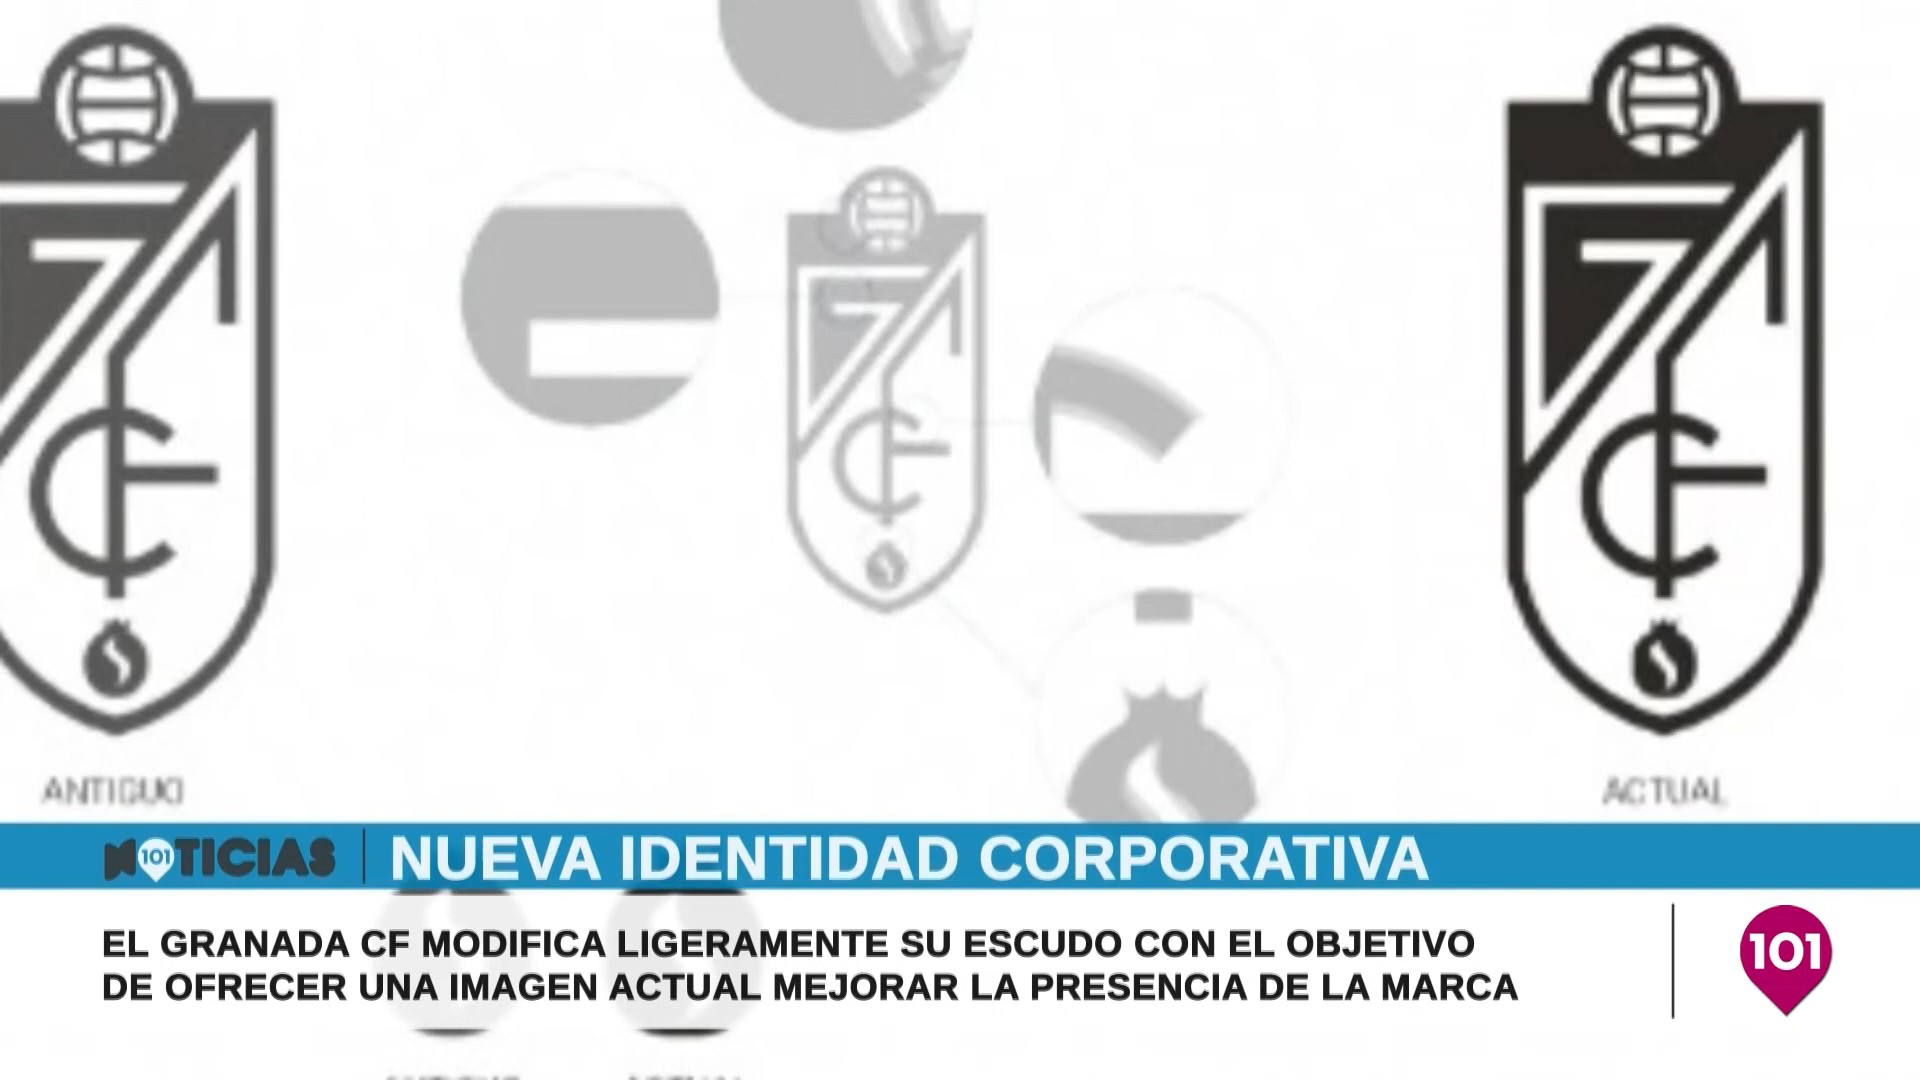 ANTIGUO
ACTUAL
NOTICIAS
101
NUEVA IDENTIDAD CORPORATIVA
EL GRANADA CF MODIFICA LIGERAMENTE SU ESCUDO CON EL OBJETIVO
DE OFRECER UNA IMAGEN ACTUAL MEJORAR LA PRESENCIA DE LA MARCA
101